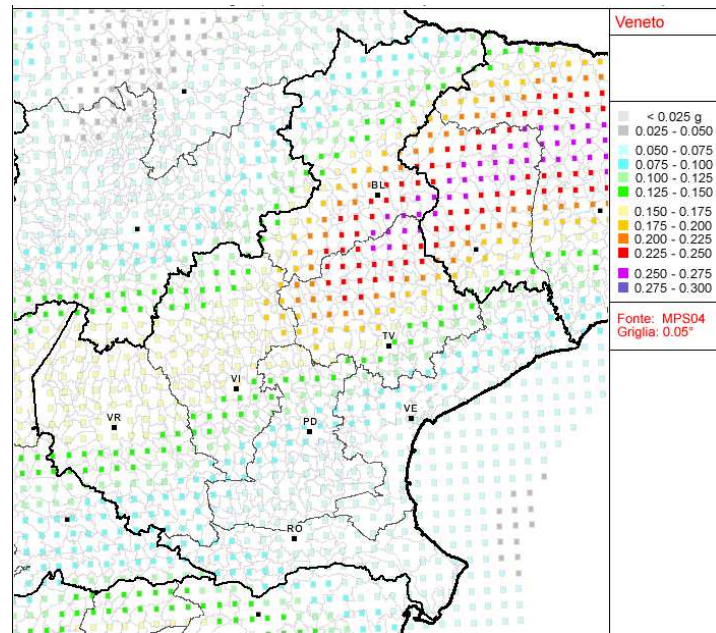 Veneto
< 0.025 g
0.025 - 0.050
0.050 - 0.075
0.075 - 0.100
0.100 - 0.125
0.125 - 0.150
0.150 - 0.175
0.175 - 0.200
0.200 - 0.225
0.225 - 0.250
0.250 - 0.275
0.275 - 0.300
Fonte: MPS04
Griglia: 0.05°
BL
TV
VI
VR
PD
VE
RO